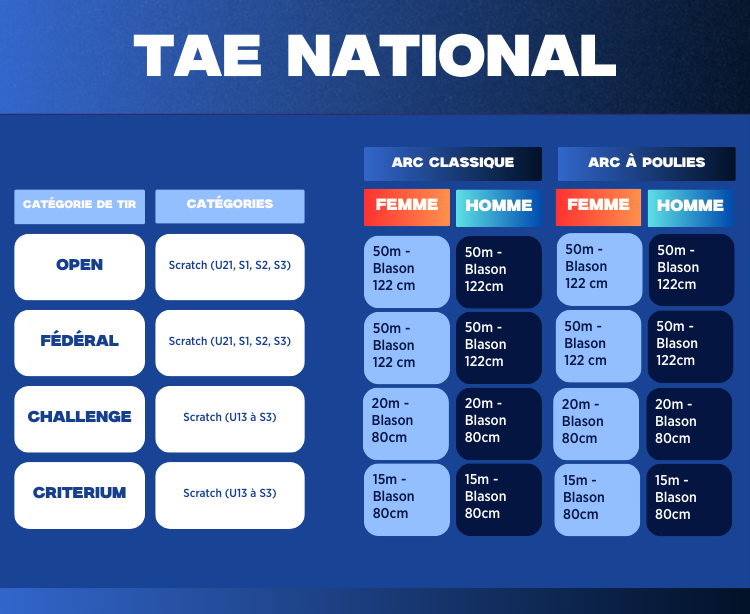 TAE NATIONAL
ARC CLASSIQUE
ARC À POULIES
CATÉGORIE DE TIR
CATÉGORIES
FEMME
HOMME
FEMME
HOMME
OPEN
Scratch (U21, S1, S2, S3)
50m -
Blason
122 cm
50m -
Blason
122cm
50m -
Blason
122 cm
50m -
Blason
122cm
FÉDÉRAL
Scratch (U21, S1, S2, S3)
50m -
Blason
122 cm
50m -
Blason
122cm
50m -
Blason
122 cm
50m -
Blason
122cm
CHALLENGE
Scratch (U13 à S3)
20m -
Blason
80cm
20m -
Blason
80cm
20m -
Blason
80cm
20m -
Blason
80cm
CRITERIUM
Scratch (U13 à S3)
15m -
Blason
80cm
15m -
Blason
80cm
15m -
Blason
80cm
15m -
Blason
80cm